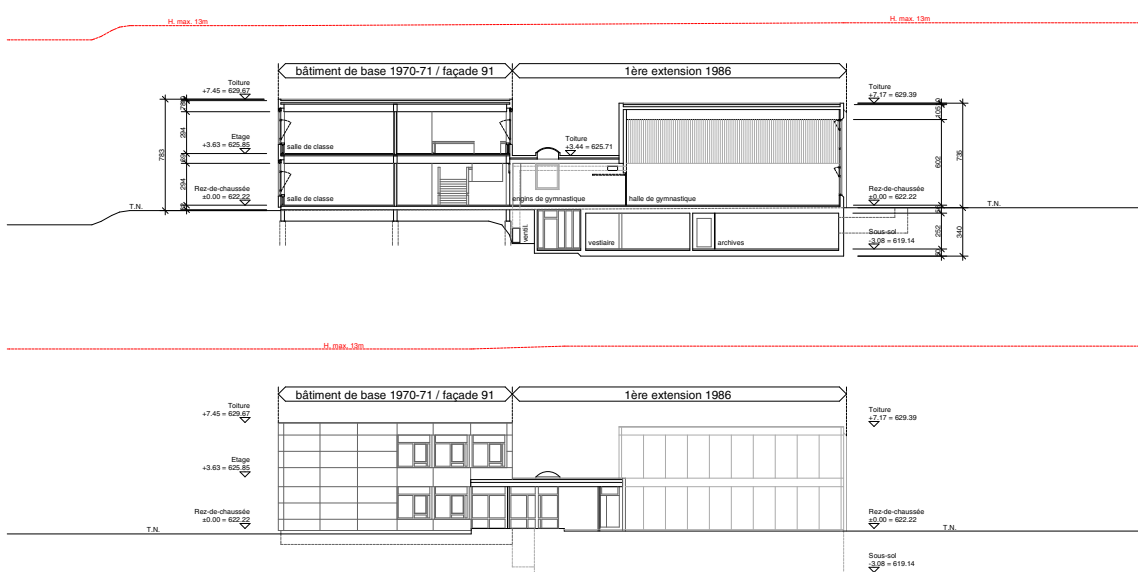 H. max. 13m
H. max. 13m
bâtiment de base 1970-71 / façade 91
1ère extension 1986
Toiture
+7.45 = 629.67
Toiture
+7.17 = 629.39
Etage
+3.63 = 625.85
Toiture
+3.44 = 625.71
salle de classe
783
294
294
602
735
Rez-de-chaussée
±0.00 = 622.22
salle de classe
engins de gymnastique
halle de gymnastique
Rez-de-chaussée
±0.00 = 622.22
T.N.
T.N.
ventil.
vestiaire
archives
Sous-sol
-3.08 = 619.14
252
340
H. max. 13m
bâtiment de base 1970-71 / façade 91
1ère extension 1986
Toiture
+7.45 = 629.67
Toiture
+7.17 = 629.39
Etage
+3.63 = 625.85
Rez-de-chaussée
±0.00 = 622.22
Rez-de-chaussée
±0.00 = 622.22
T.N.
T.N.
Sous-sol
-3.08 = 619.14